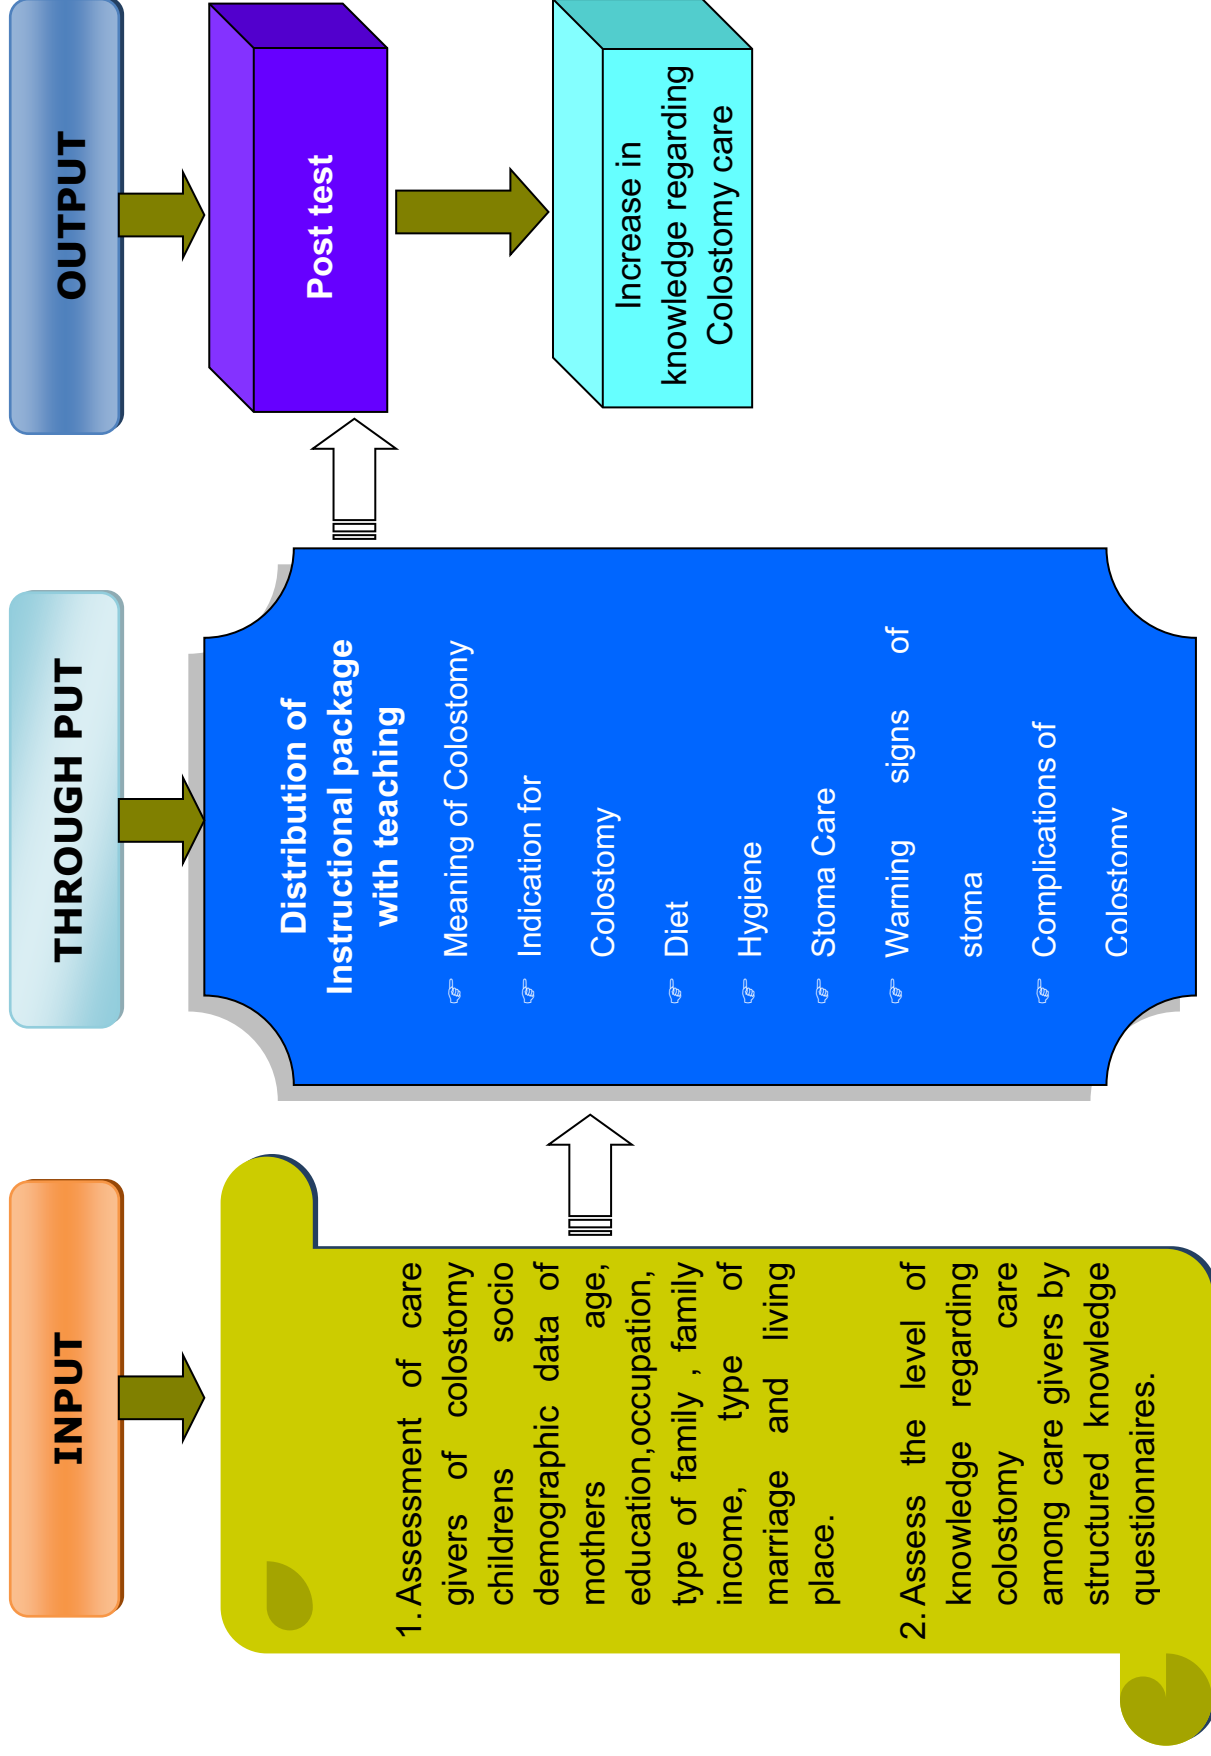 INPUT
1. Assessment of care
givers of colostomy
childrens socio
demographic data of
mothers age,
education,occupation,
type of family , family
income, type of
marriage and living
place.
2. Assess the level of
knowledge regarding
colostomy care
among care givers by
structured knowledge
questionnaires.
THROUGH PUT
Distribution of
Instructional package
with teaching
☞ Meaning of Colostomy
☞ Indication for
Colostomy
☞ Diet
☞ Hygiene
☞ Stoma Care
☞ Warning signs of
stoma
☞ Complications of
Colostomy
OUTPUT
Post test
Increase in
knowledge regarding
Colostomy care